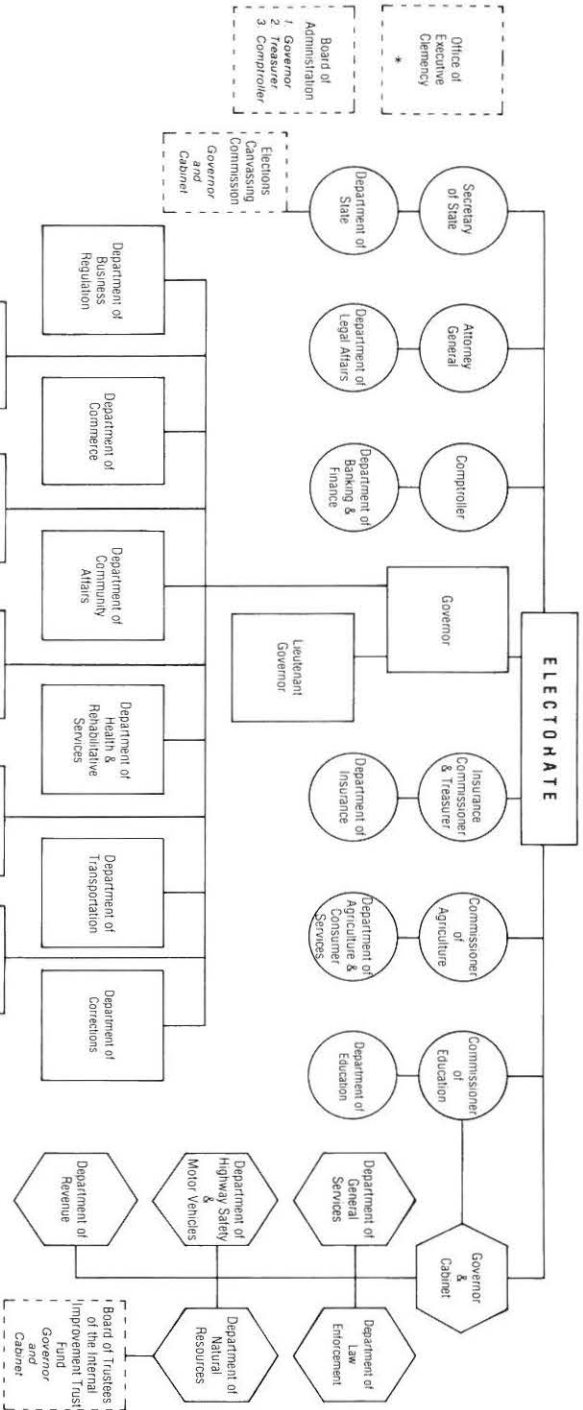 ELECTORATE
Office of
Executive
Clemency
*
Board of
Administration
1. Governor
2. Treasurer
3. Comptroller
Secretary
of State
Attorney
General
Comptroller
Governor
Insurance
Commissioner
& Treasurer
Commissioner
of
Agriculture
Commissioner
of
Education
Governor
&
Cabinet
Department of
State
Department of
Legal Affairs
Department of
Banking &
Finance
Lieutenant
Governor
Department of
Insurance
Department of
Agriculture &
Consumer
Services
Department of
Education
Department of
General
Services
Department of
Law
Enforcement
Elections
Canvassing
Commission
Governor
and
Cabinet
Department of
Highway Safety
&
Motor Vehicles
Department of
Natural
Resources
Department of
Business
Regulation
Department of
Commerce
Department of
Community
Affairs
Department of
Health &
Rehabilitative
Services
Department of
Transportation
Department of
Corrections
Department of
Revenue
Board of Trustees
of the Internal
Improvement Trust
Fund
Governor
and
Cabinet